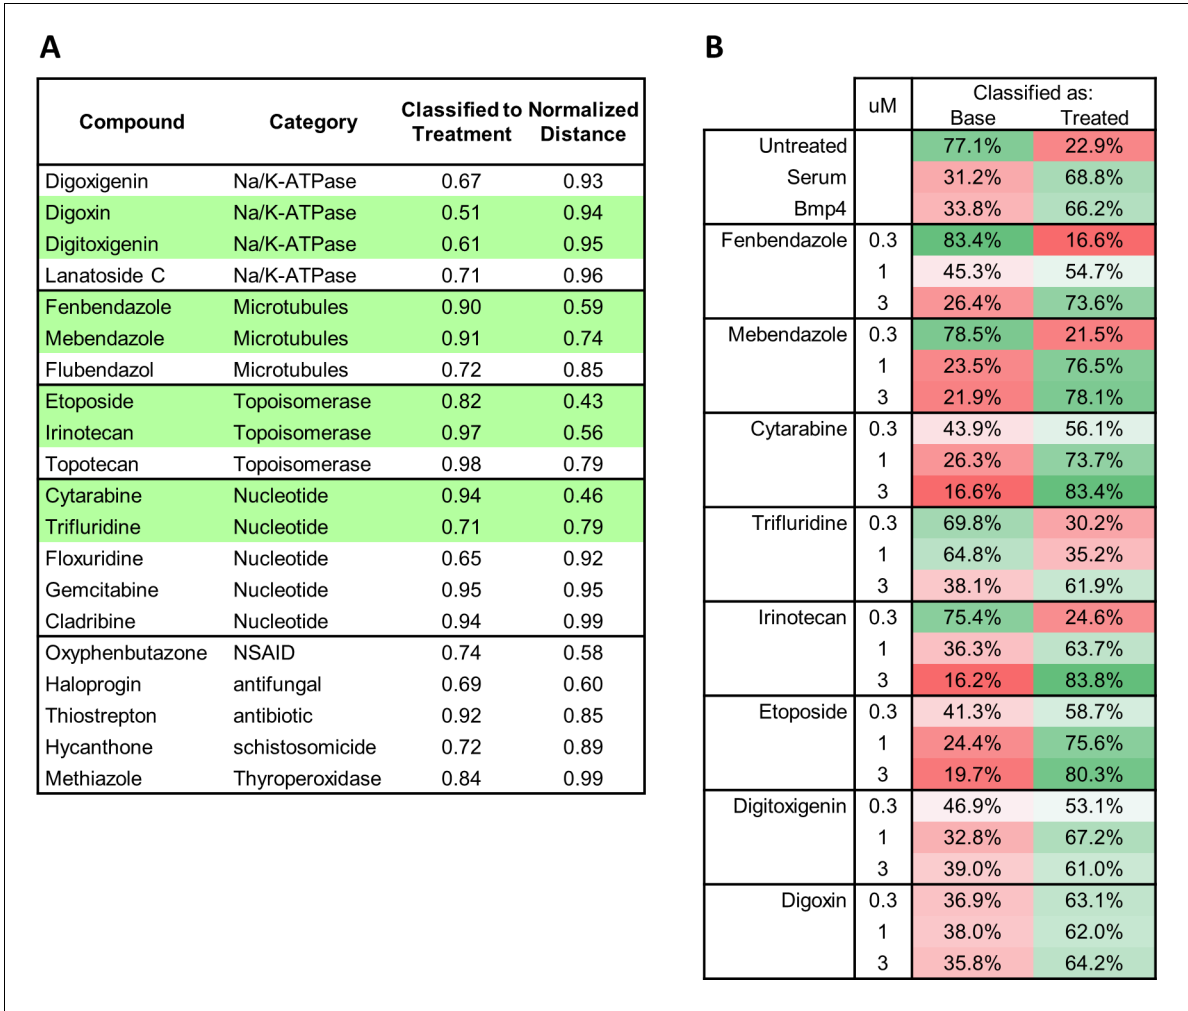 A
Compound Category Classified to Treatment Normalized Distance
Digoxigenin Na/K-ATPase 0.67 0.93
Digoxin Na/K-ATPase 0.51 0.94
Digitoxigenin Na/K-ATPase 0.61 0.95
Lanatoside C Na/K-ATPase 0.71 0.96
Fenbendazole Microtubules 0.90 0.59
Mebendazole Microtubules 0.91 0.74
Flubendazol Microtubules 0.72 0.85
Etoposide Topoisomerase 0.82 0.43
Irinotecan Topoisomerase 0.97 0.56
Topotecan Topoisomerase 0.98 0.79
Cytarabine Nucleotide 0.94 0.46
Trifluridine Nucleotide 0.71 0.79
Floxuridine Nucleotide 0.65 0.92
Gemcitabine Nucleotide 0.95 0.95
Cladribine Nucleotide 0.94 0.99
Oxyphenbutazone NSAID 0.74 0.58
Haloprogin antifungal 0.69 0.60
Thiostrepton antibiotic 0.92 0.85
Hycanthone schistosomicide 0.72 0.89
Methiazole Thyroperoxidase 0.84 0.99
B
uM Classified as:
Base Treated
Untreated 77.1% 22.9%
Serum 31.2% 68.8%
Bmp4 33.8% 66.2%
Fenbendazole 0.3 83.4% 16.6%
1 45.3% 54.7%
3 26.4% 73.6%
Mebendazole 0.3 78.5% 21.5%
1 23.5% 76.5%
3 21.9% 78.1%
Cytarabine 0.3 43.9% 56.1%
1 26.3% 73.7%
3 16.6% 83.4%
Trifluridine 0.3 69.8% 30.2%
1 64.8% 35.2%
3 38.1% 61.9%
Irinotecan 0.3 75.4% 24.6%
1 36.3% 63.7%
3 16.2% 83.8%
Etoposide 0.3 41.3% 58.7%
1 24.4% 75.6%
3 19.7% 80.3%
Digitoxigenin 0.3 46.9% 53.1%
1 32.8% 67.2%
3 39.0% 61.0%
Digoxin 0.3 36.9% 63.1%
1 38.0% 62.0%
3 35.8% 64.2%